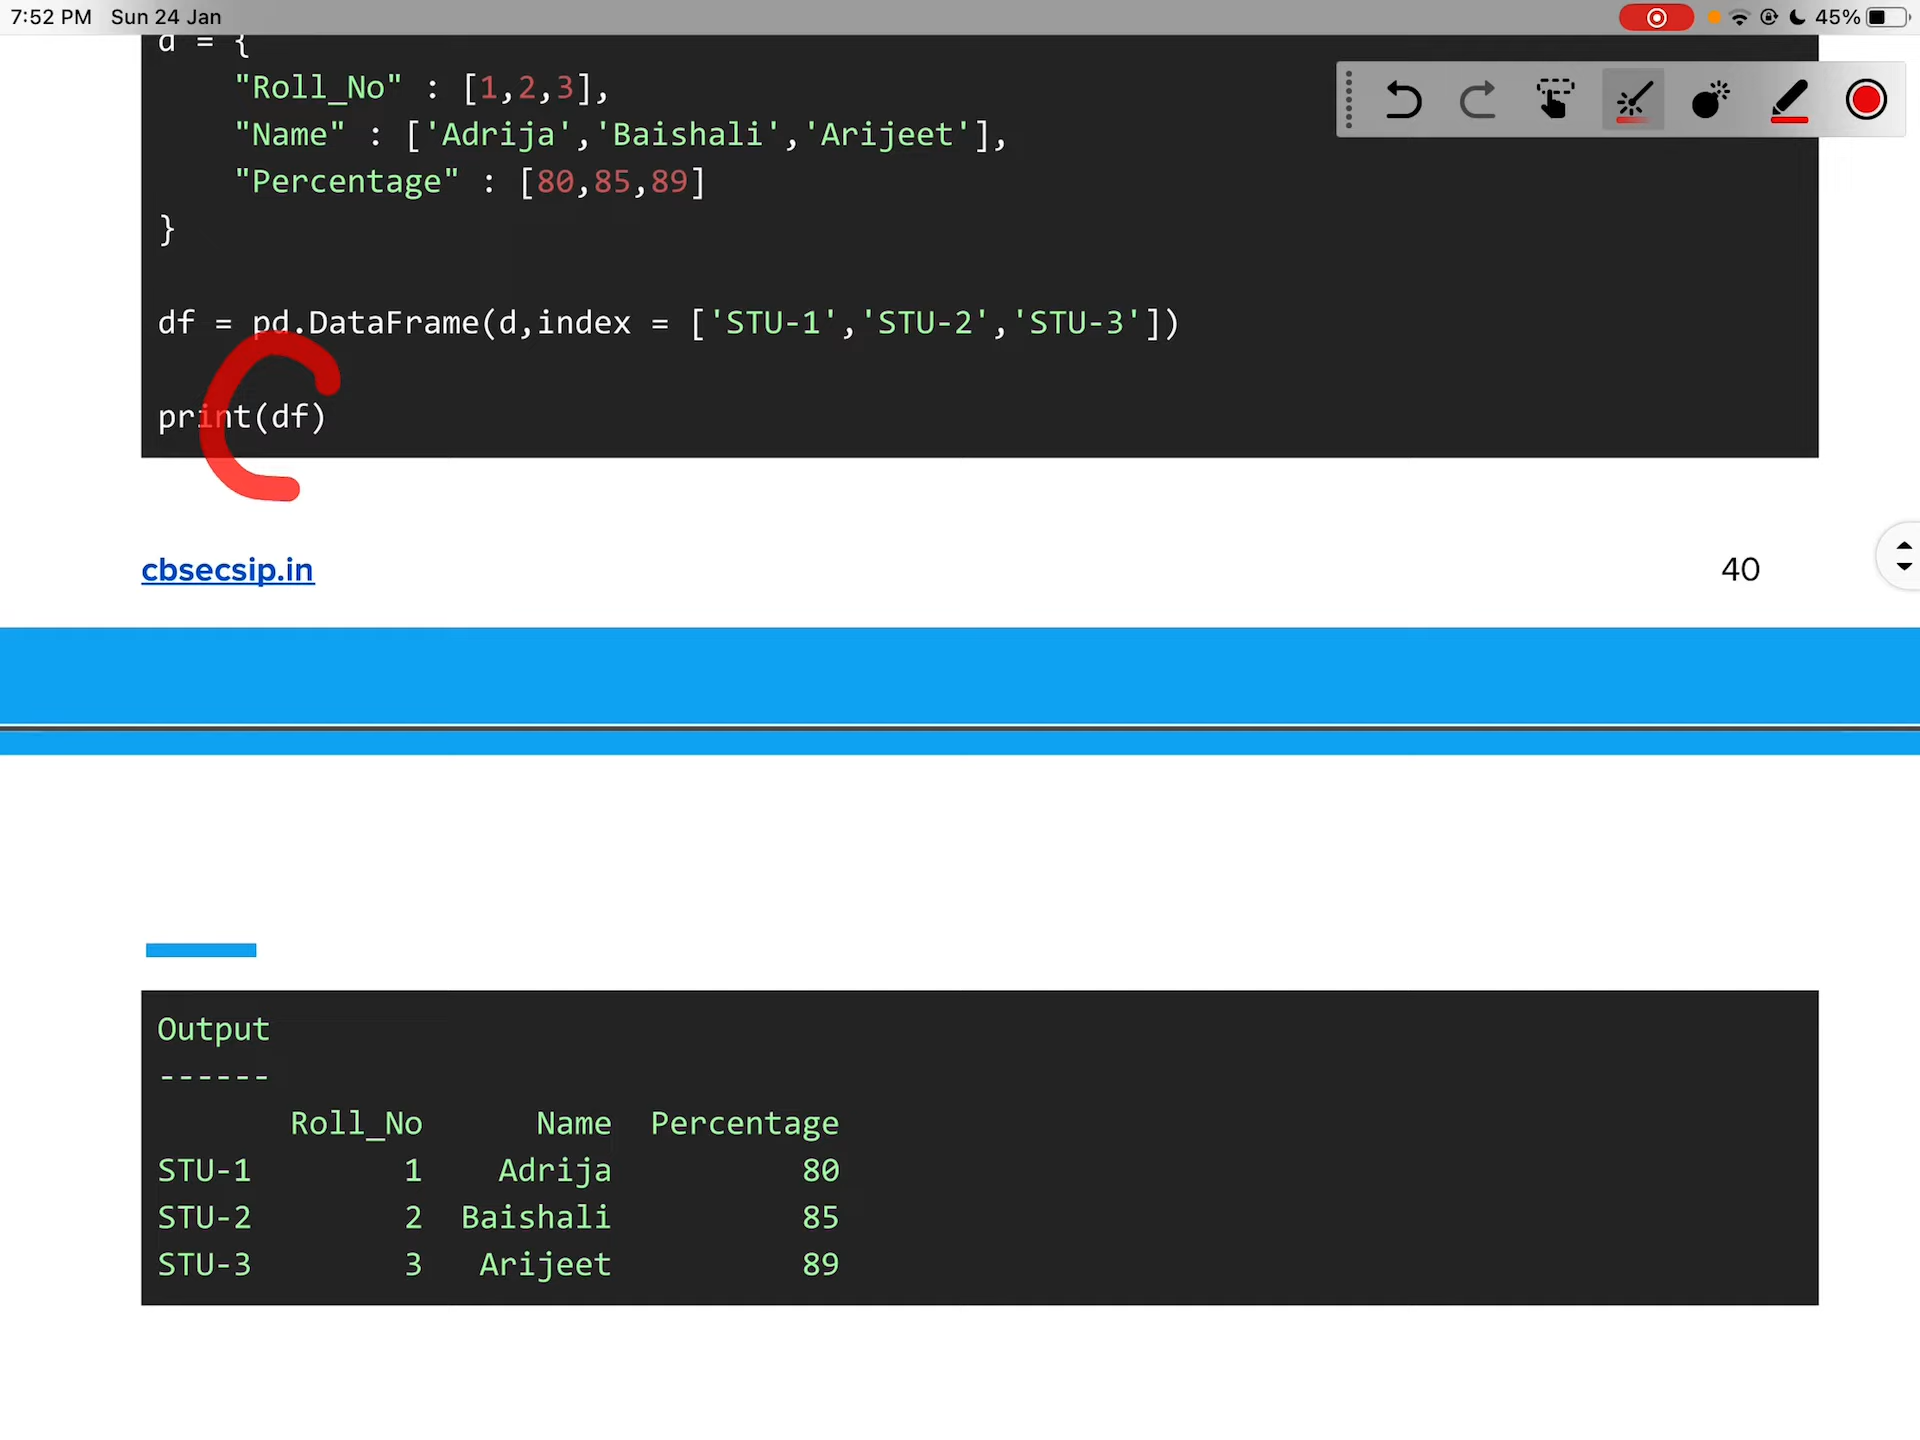 7:52 PM Sun 24 Jan 45%
d = {
"Roll_No" : [1,2,3],
"Name" : ['Adrija','Baishali','Arijeet'],
"Percentage" : [80,85,89]
}
df = pd.DataFrame(d,index = ['STU-1','STU-2','STU-3'])
print(df)
cbsecsip.in 40
Output
------
Roll_No Name Percentage
STU-1 1 Adrija 80
STU-2 2 Baishali 85
STU-3 3 Arijeet 89